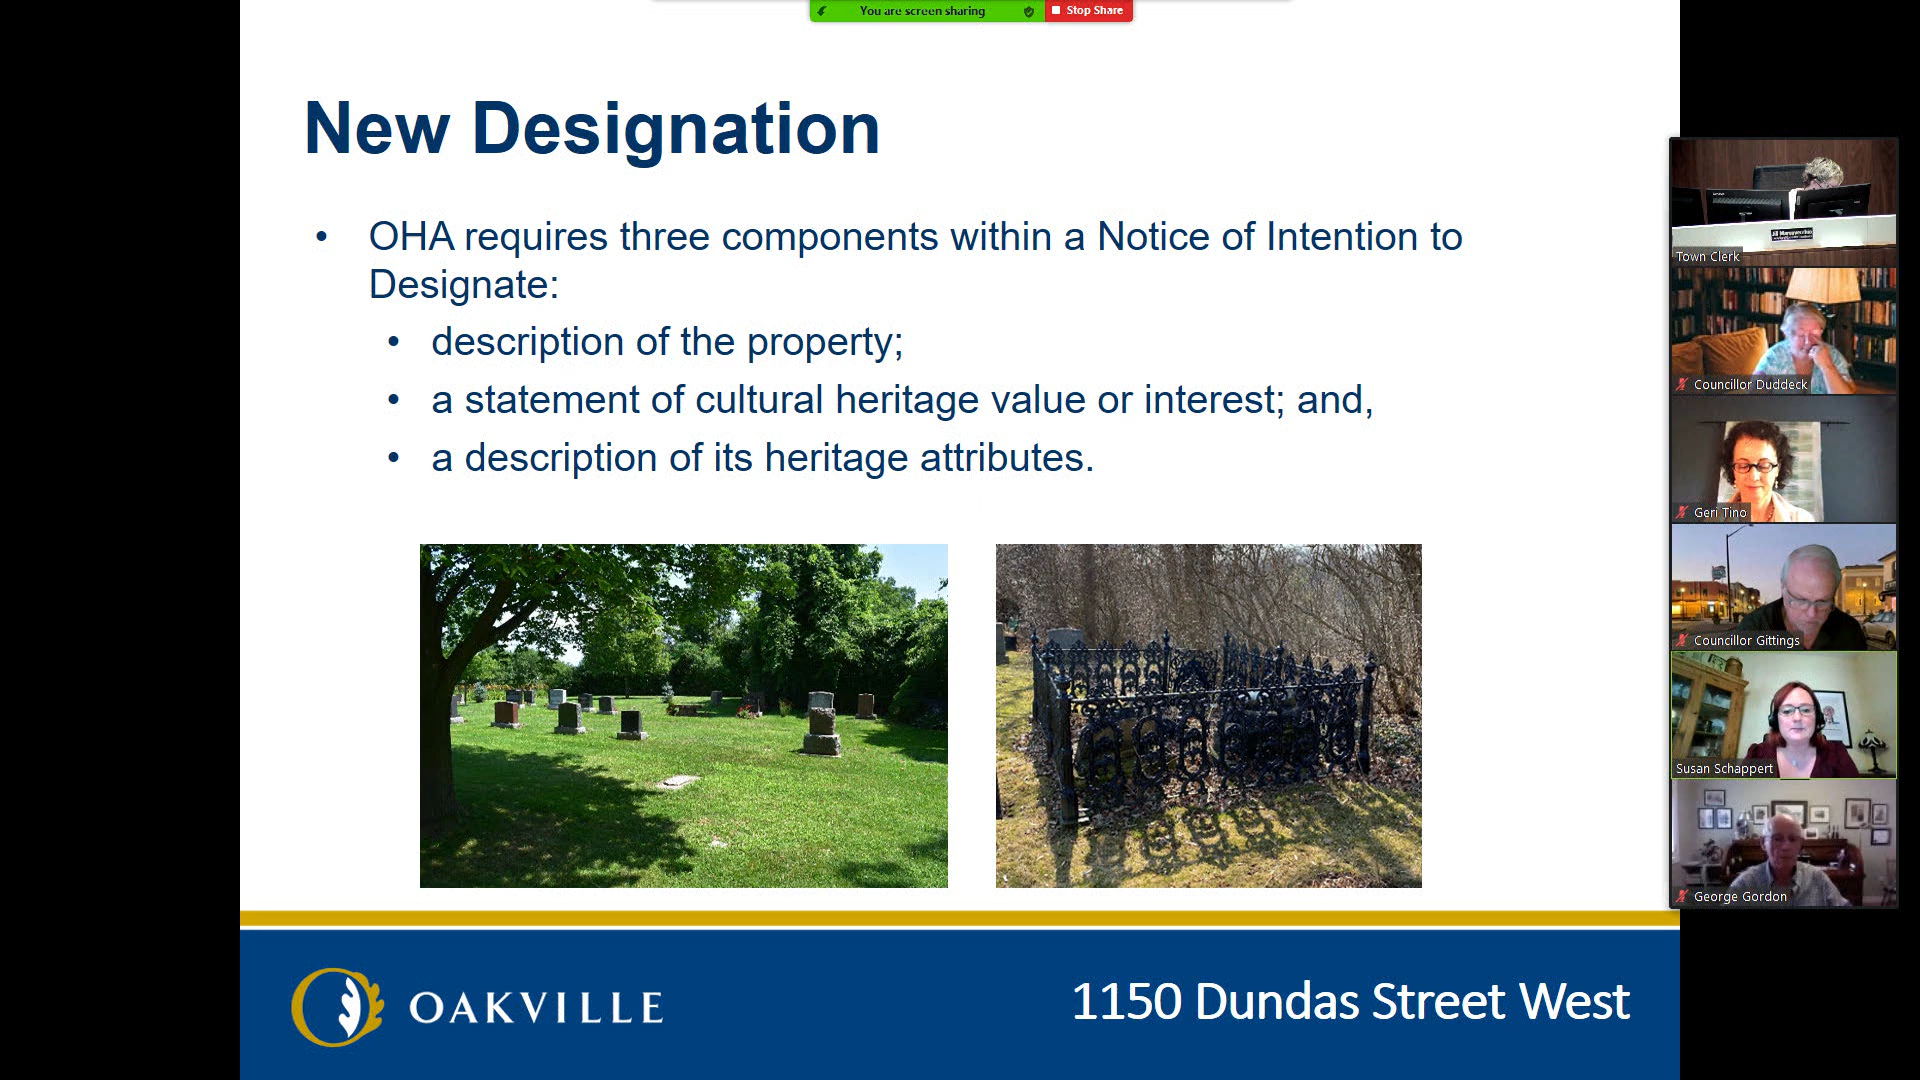 You are screen sharing
Stop Share
New Designation
• OHA requires three components within a Notice of Intention to
Designate:
• description of the property;
• a statement of cultural heritage value or interest; and,
• a description of its heritage attributes.
OAKVILLE
1150 Dundas Street West
Town Clerk
Councillor Duddeck
Geri Tino
Councillor Gittings
Susan Schappert
George Gordon